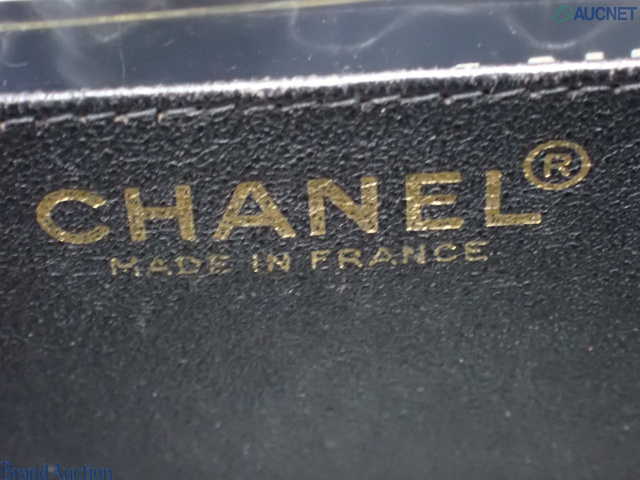 AUCNET
CHANEL®
MADE IN FRANCE
Brand Auction